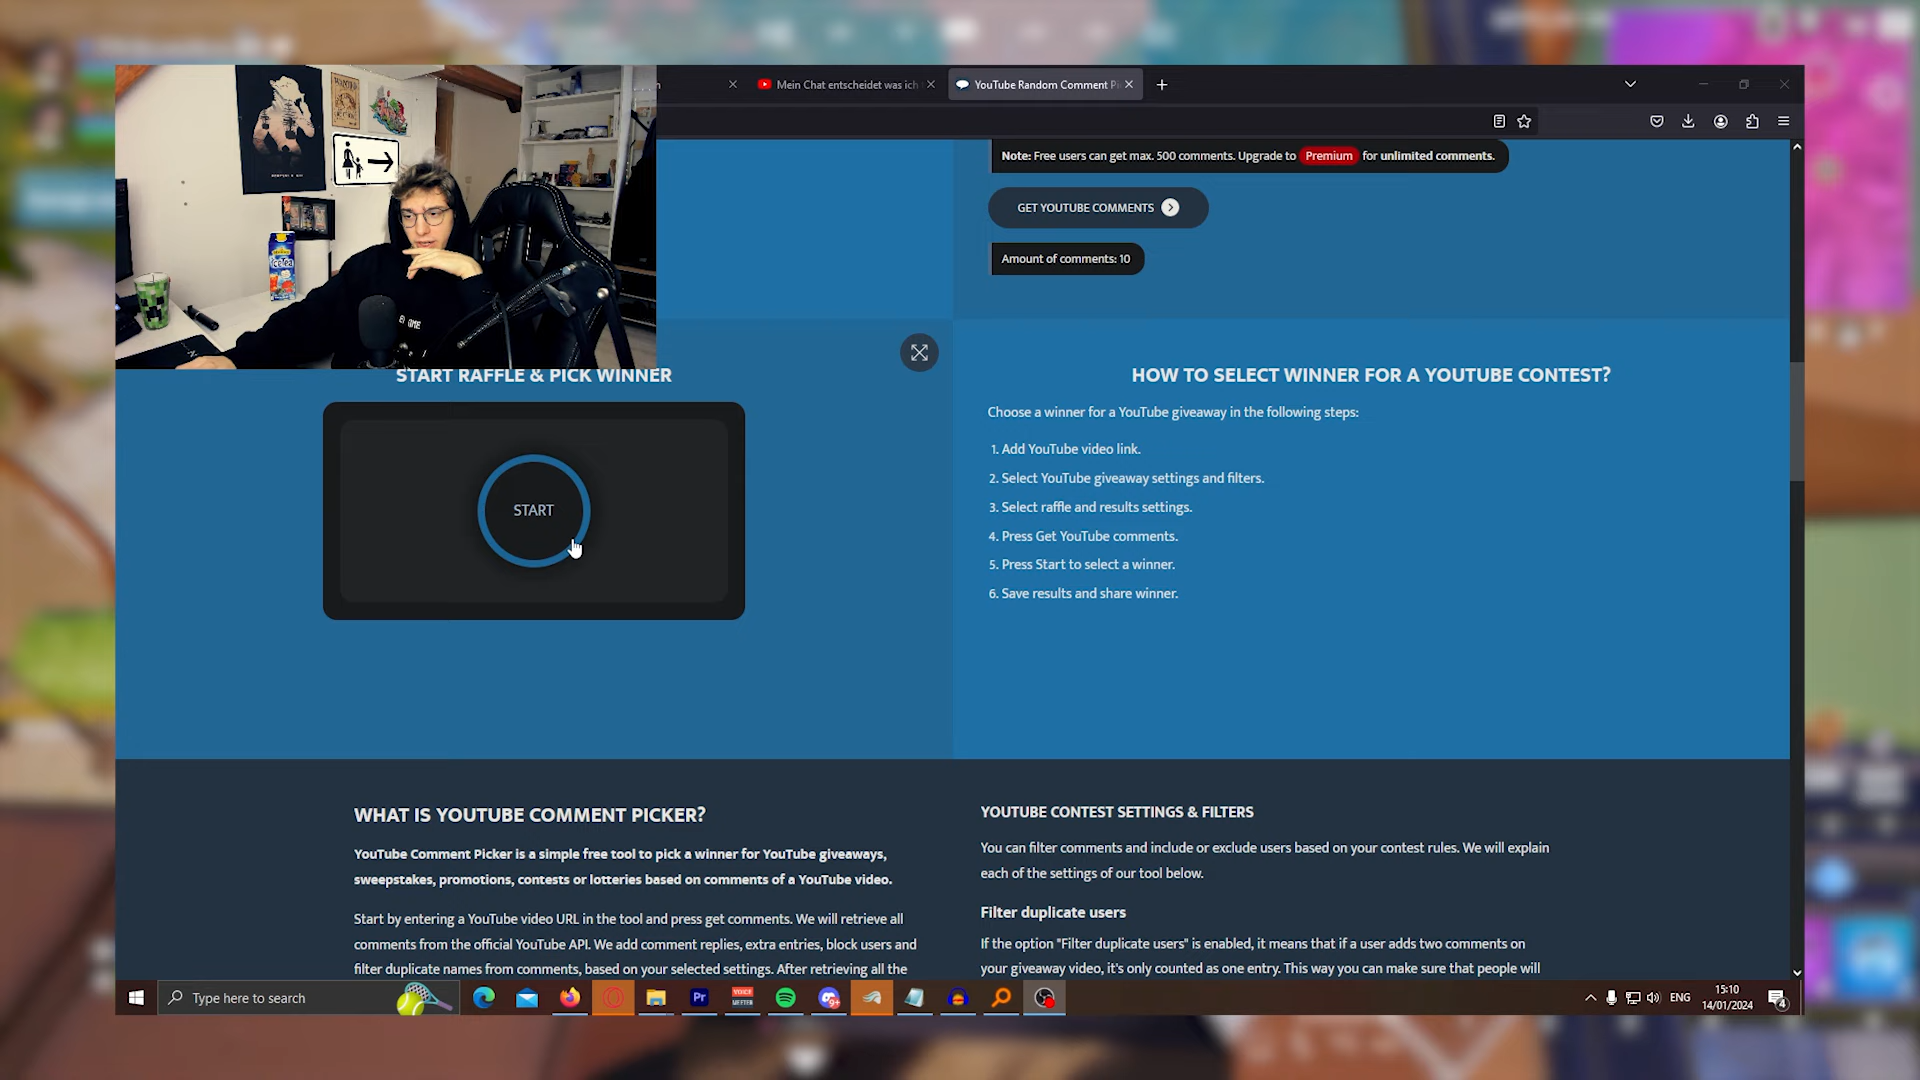 Mein Chat entscheidet was ich
YouTube Random Comment Pi
Note: Free users can get max. 500 comments. Upgrade to Premium for unlimited comments.
GET YOUTUBE COMMENTS
Amount of comments: 10
WANTED
START RAFFLE & PICK WINNER
START
HOW TO SELECT WINNER FOR A YOUTUBE CONTEST?
Choose a winner for a YouTube giveaway in the following steps:
1. Add YouTube video link.
2. Select YouTube giveaway settings and filters.
3. Select raffle and results settings.
4. Press Get YouTube comments.
5. Press Start to select a winner.
6. Save results and share winner.
WHAT IS YOUTUBE COMMENT PICKER?
YouTube Comment Picker is a simple free tool to pick a winner for YouTube giveaways,
sweepstakes, promotions, contests or lotteries based on comments of a YouTube video.
Start by entering a YouTube video URL in the tool and press get comments. We will retrieve all
comments from the official YouTube API. We add comment replies, extra entries, block users and
filter duplicate names from comments, based on your selected settings. After retrieving all the
YOUTUBE CONTEST SETTINGS & FILTERS
You can filter comments and include or exclude users based on your contest rules. We will explain
each of the settings of our tool below.
Filter duplicate users
If the option "Filter duplicate users" is enabled, it means that if a user adds two comments on
your giveaway video, it's only counted as one entry. This way you can make sure that people will
Type here to search
Pr
VOICE
MEETER
9+
ENG
15:10
14/01/2024
4